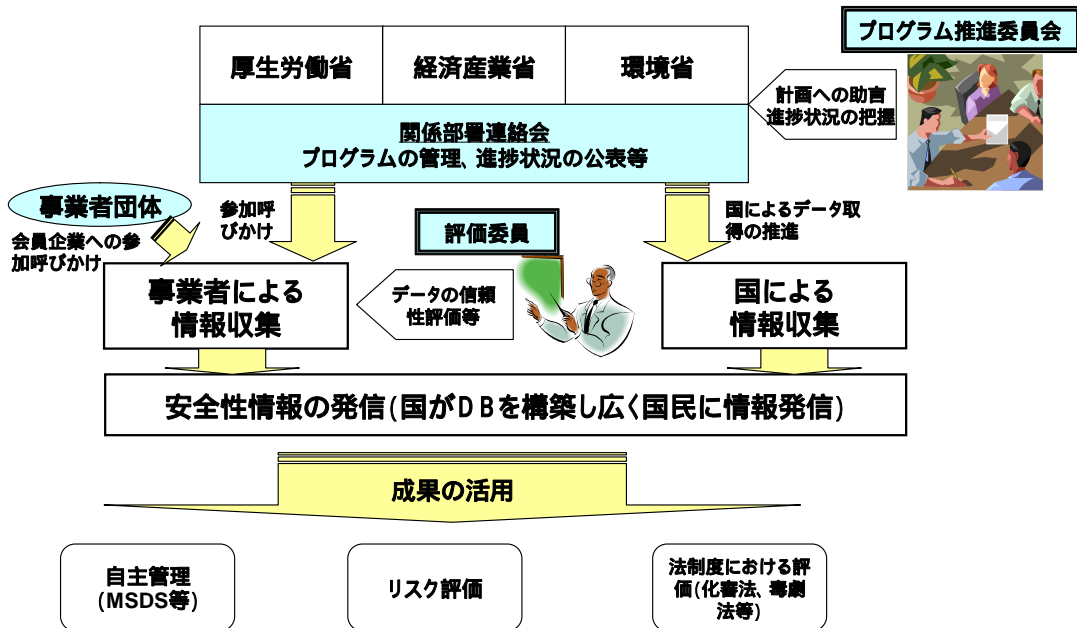 プログラム推進委員会
厚生労働省
経済産業省
環境省
計画への助言
進捗状況の把握
関係部署連絡会
プログラムの管理、進捗状況の公表等
事業者団体
会員企業への参
加呼びかけ
参加呼
びかけ
評価委員
国によるデータ取
得の推進
事業者による
情報収集
データの信頼
性評価等
国による
情報収集
安全性情報の発信(国がDBを構築し広く国民に情報発信)
成果の活用
自主管理
(MSDS等)
リスク評価
法制度における評
価(化審法、毒劇
法等)